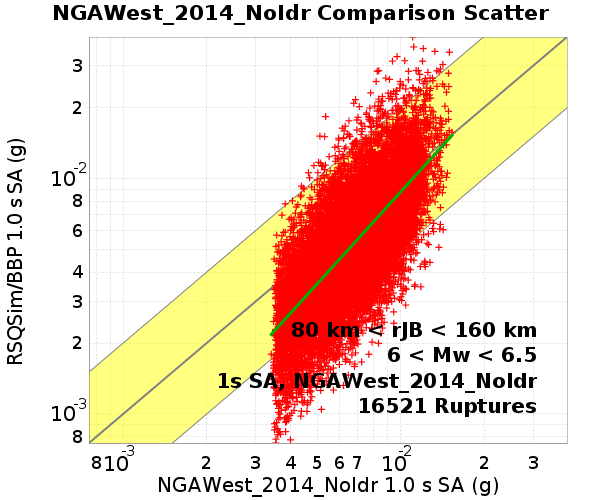 NGAWest_2014_NoIdr Comparison Scatter
3
2
10-2
8
6
4
3
2
10-3
8
RSQSim/BBP 1.0 s SA (g)
80 km < rJB < 160 km
6 < Mw < 6.5
1s SA, NGAWest_2014_NoIdr
16521 Ruptures
8 10-3 2 3 4 5 6 7 10-2 2 3
NGAWest_2014_NoIdr 1.0 s SA (g)